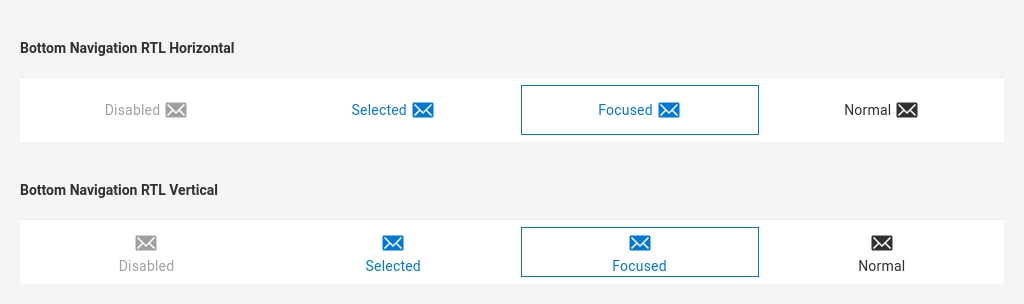 Bottom Navigation RTL Horizontal
Disabled Selected Focused Normal
Bottom Navigation RTL Vertical
Disabled Selected Focused Normal